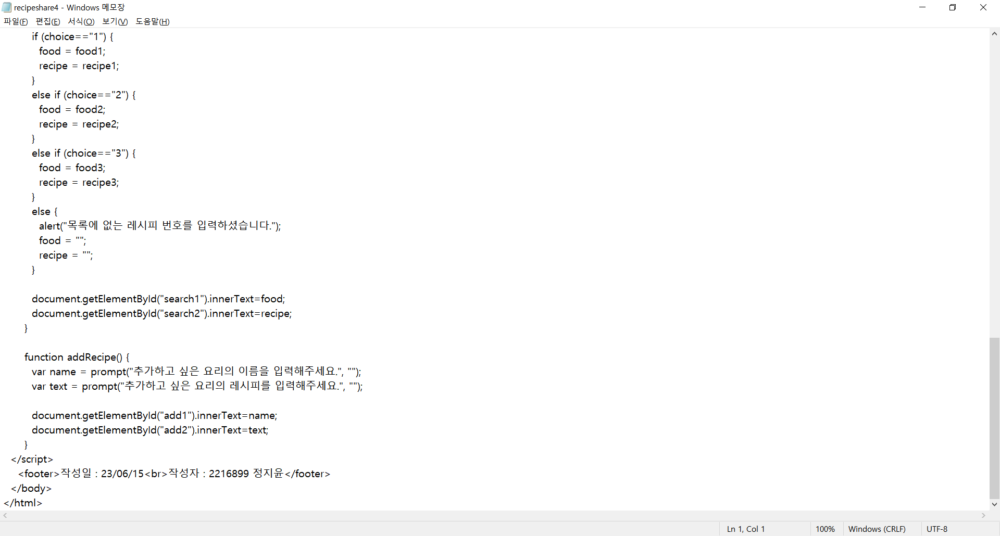 recipeshare4 - Windows 메모장
파일(F) 편집(E) 서식(O) 보기(V) 도움말(H)
if (choice=="1") {
food = food1;
recipe = recipe1;
}
else if (choice=="2") {
food = food2;
recipe = recipe2;
}
else if (choice=="3") {
food = food3;
recipe = recipe3;
}
else {
alert("목록에 없는 레시피 번호를 입력하셨습니다.");
food = "";
recipe = "";
}
document.getElementById("search1").innerText=food;
document.getElementById("search2").innerText=recipe;
}
function addRecipe() {
var name = prompt("추가하고 싶은 요리의 이름을 입력해주세요.", "");
var text = prompt("추가하고 싶은 요리의 레시피를 입력해주세요.", "");
document.getElementById("add1").innerText=name;
document.getElementById("add2").innerText=text;
}
</script>
<footer>작성일 : 23/06/15<br>작성자 : 2216899 정지윤</footer>
</body>
</html>
Ln 1, Col 1 100% Windows (CRLF) UTF-8